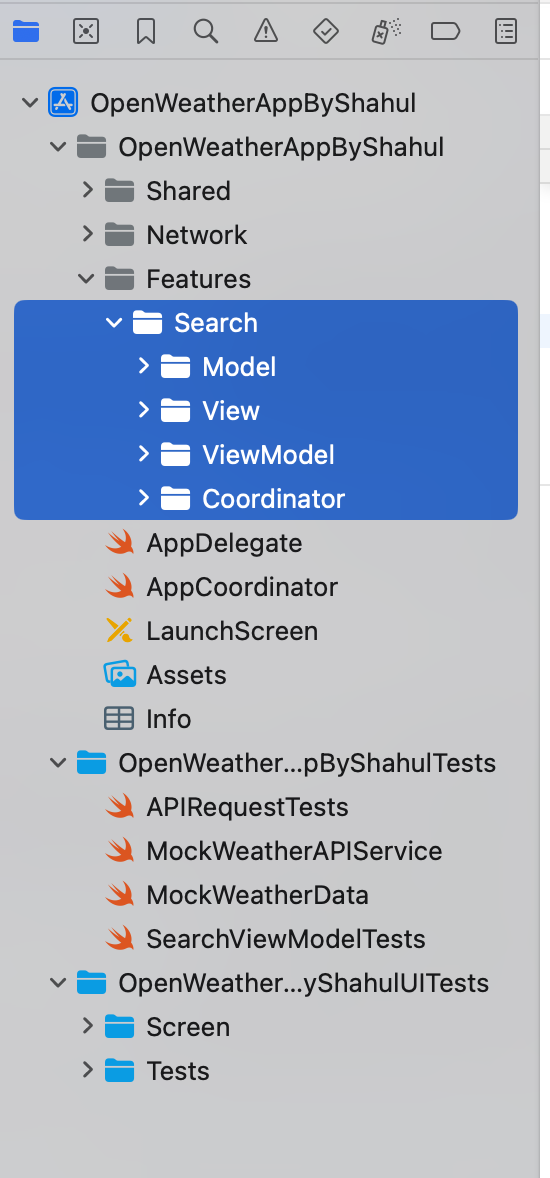 OpenWeatherAppByShahul
OpenWeatherAppByShahul
Shared
Network
Features
Search
Model
View
ViewModel
Coordinator
AppDelegate
AppCoordinator
LaunchScreen
Assets
Info
OpenWeather...pByShahulTests
APIRequestTests
MockWeatherAPIService
MockWeatherData
SearchViewModelTests
OpenWeather...yShahulUITests
Screen
Tests